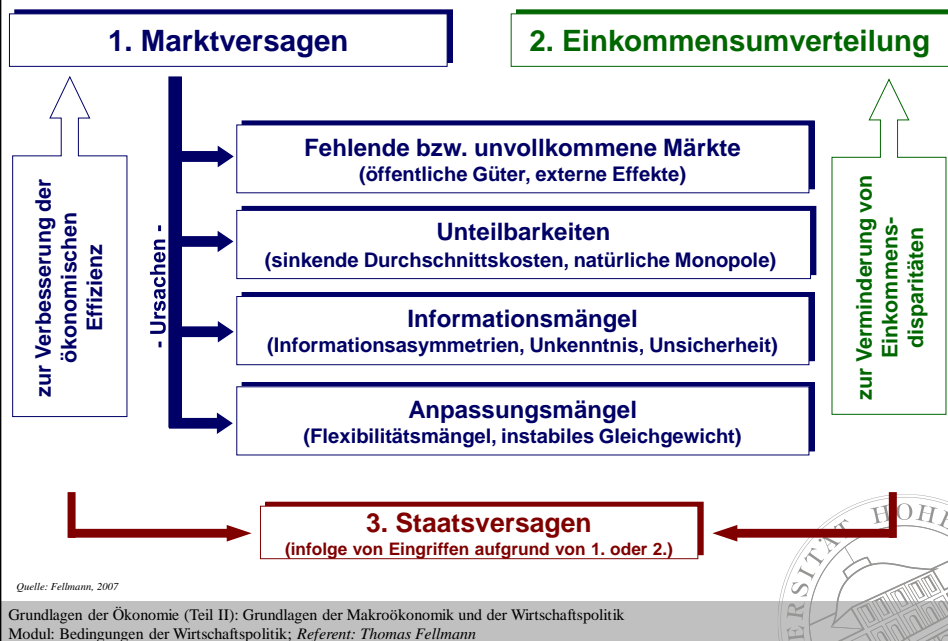 1. Marktversagen
2. Einkommensumverteilung
zur Verbesserung der
ökonomischen
Effizienz
- Ursachen -
Fehlende bzw. unvollkommene Märkte
(öffentliche Güter, externe Effekte)
Unteilbarkeiten
(sinkende Durchschnittskosten, natürliche Monopole)
Informationsmängel
(Informationsasymmetrien, Unkenntnis, Unsicherheit)
Anpassungsmängel
(Flexibilitätsmängel, instabiles Gleichgewicht)
zur Verminderung von
Einkommens-
disparitäten
3. Staatsversagen
(infolge von Eingriffen aufgrund von 1. oder 2.)
Quelle: Fellmann, 2007
Grundlagen der Ökonomie (Teil II): Grundlagen der Makroökonomik und der Wirtschaftspolitik
Modul: Bedingungen der Wirtschaftspolitik; Referent: Thomas Fellmann